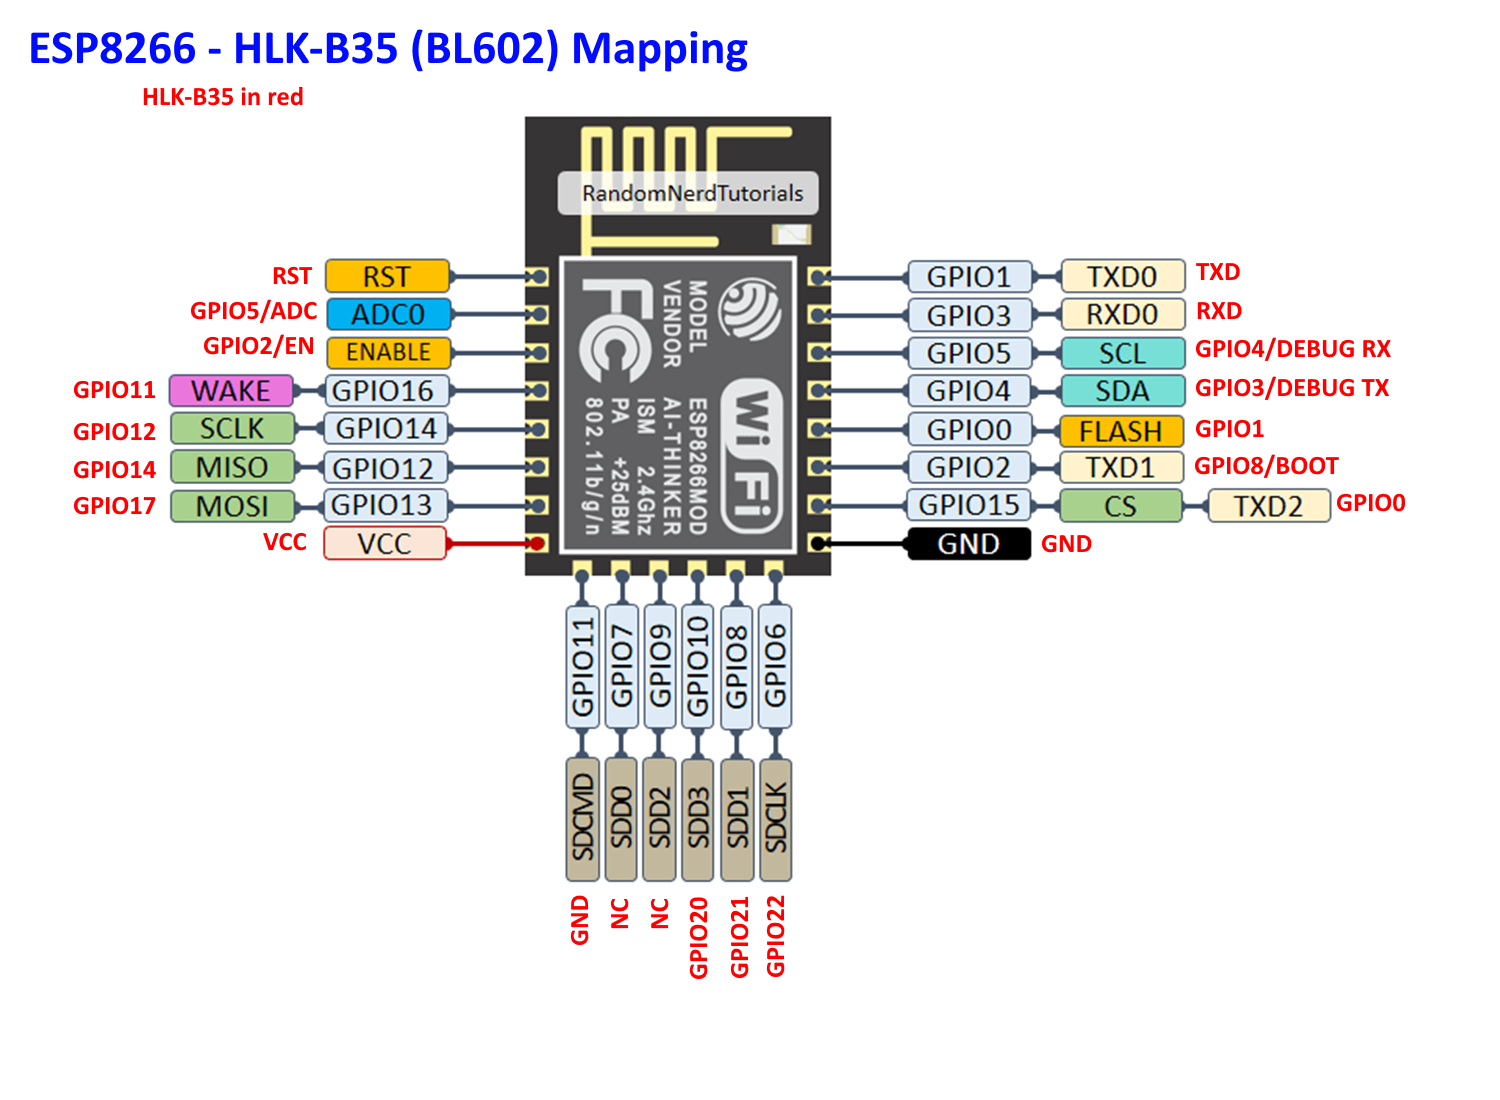 ESP8266 - HLK-B35 (BL602) Mapping
HLK-B35 in red
RandomNerdTutorials
RST RST
GPIO5/ADC ADC0
GPIO2/EN ENABLE
GPIO11 WAKE GPIO16
GPIO12 SCLK GPIO14
GPIO14 MISO GPIO12
GPIO17 MOSI GPIO13
VCC VCC
FC
MODEL ESP8266MOD
VENDOR AI-THINKER
ISM 2.4Ghz
PA +25dBM
802.11b/g/n
WiFi
GPIO1 TXD0 TXD
GPIO3 RXD0 RXD
GPIO5 SCL GPIO4/DEBUG RX
GPIO4 SDA GPIO3/DEBUG TX
GPIO0 FLASH GPIO1
GPIO2 TXD1 GPIO8/BOOT
GPIO15 CS TXD2 GPIO0
GND GND
GPIO11 SDCMD GND
GPIO7 SDD0 NC
GPIO9 SDD2 NC
GPIO10 SDD3 GPIO20
GPIO8 SDD1 GPIO21
GPIO6 SDCLK GPIO22